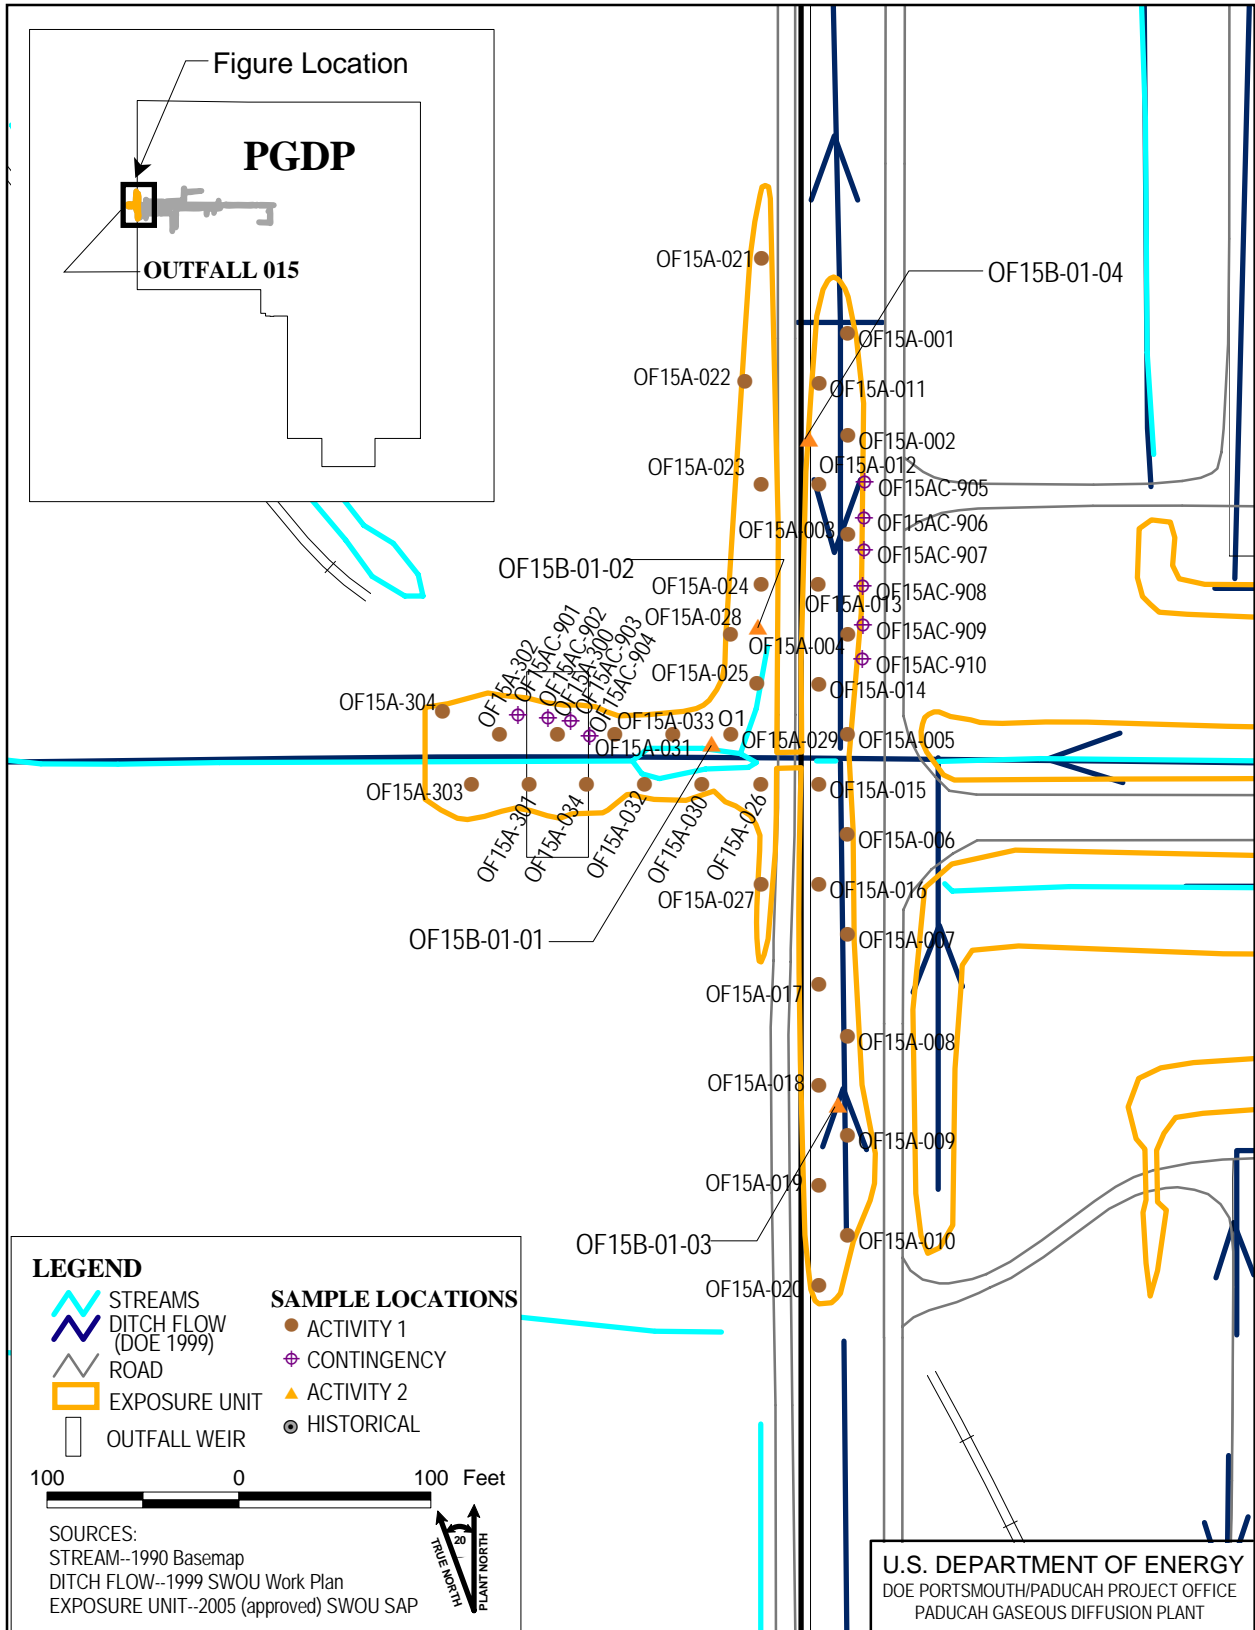 Figure Location
PGDP
OUTFALL 015
OF15A-021
OF15B-01-04
OF15A-001
OF15A-022
OF15A-011
OF15A-002
OF15A-023
OF15A-012
OF15AC-905
OF15AC-906
OF15A-003
OF15AC-907
OF15B-01-02
OF15A-024
OF15AC-908
OF15A-013
OF15A-028
OF15AC-909
OF15A-004
OF15AC-910
OF15A-025
OF15A-014
OF15A-304
OF15A-302
OF15AC-901
OF15AC-902
OF15A-300
OF15AC-903
OF15AC-904
OF15A-033
O1
OF15A-029
OF15A-005
OF15A-031
OF15A-303
OF15A-301
OF15A-034
OF15A-032
OF15A-030
OF15A-026
OF15A-015
OF15A-006
OF15A-027
OF15A-016
OF15B-01-01
OF15A-007
OF15A-017
OF15A-008
OF15A-018
OF15A-009
OF15A-019
OF15B-01-03
OF15A-010
OF15A-020
LEGEND
STREAMS
DITCH FLOW
(DOE 1999)
ROAD
EXPOSURE UNIT
OUTFALL WEIR
SAMPLE LOCATIONS
ACTIVITY 1
CONTINGENCY
ACTIVITY 2
HISTORICAL
100 0 100 Feet
SOURCES:
STREAM--1990 Basemap
DITCH FLOW--1999 SWOU Work Plan
EXPOSURE UNIT--2005 (approved) SWOU SAP
20
TRUE NORTH
PLANT NORTH
U.S. DEPARTMENT OF ENERGY
DOE PORTSMOUTH/PADUCAH PROJECT OFFICE
PADUCAH GASEOUS DIFFUSION PLANT